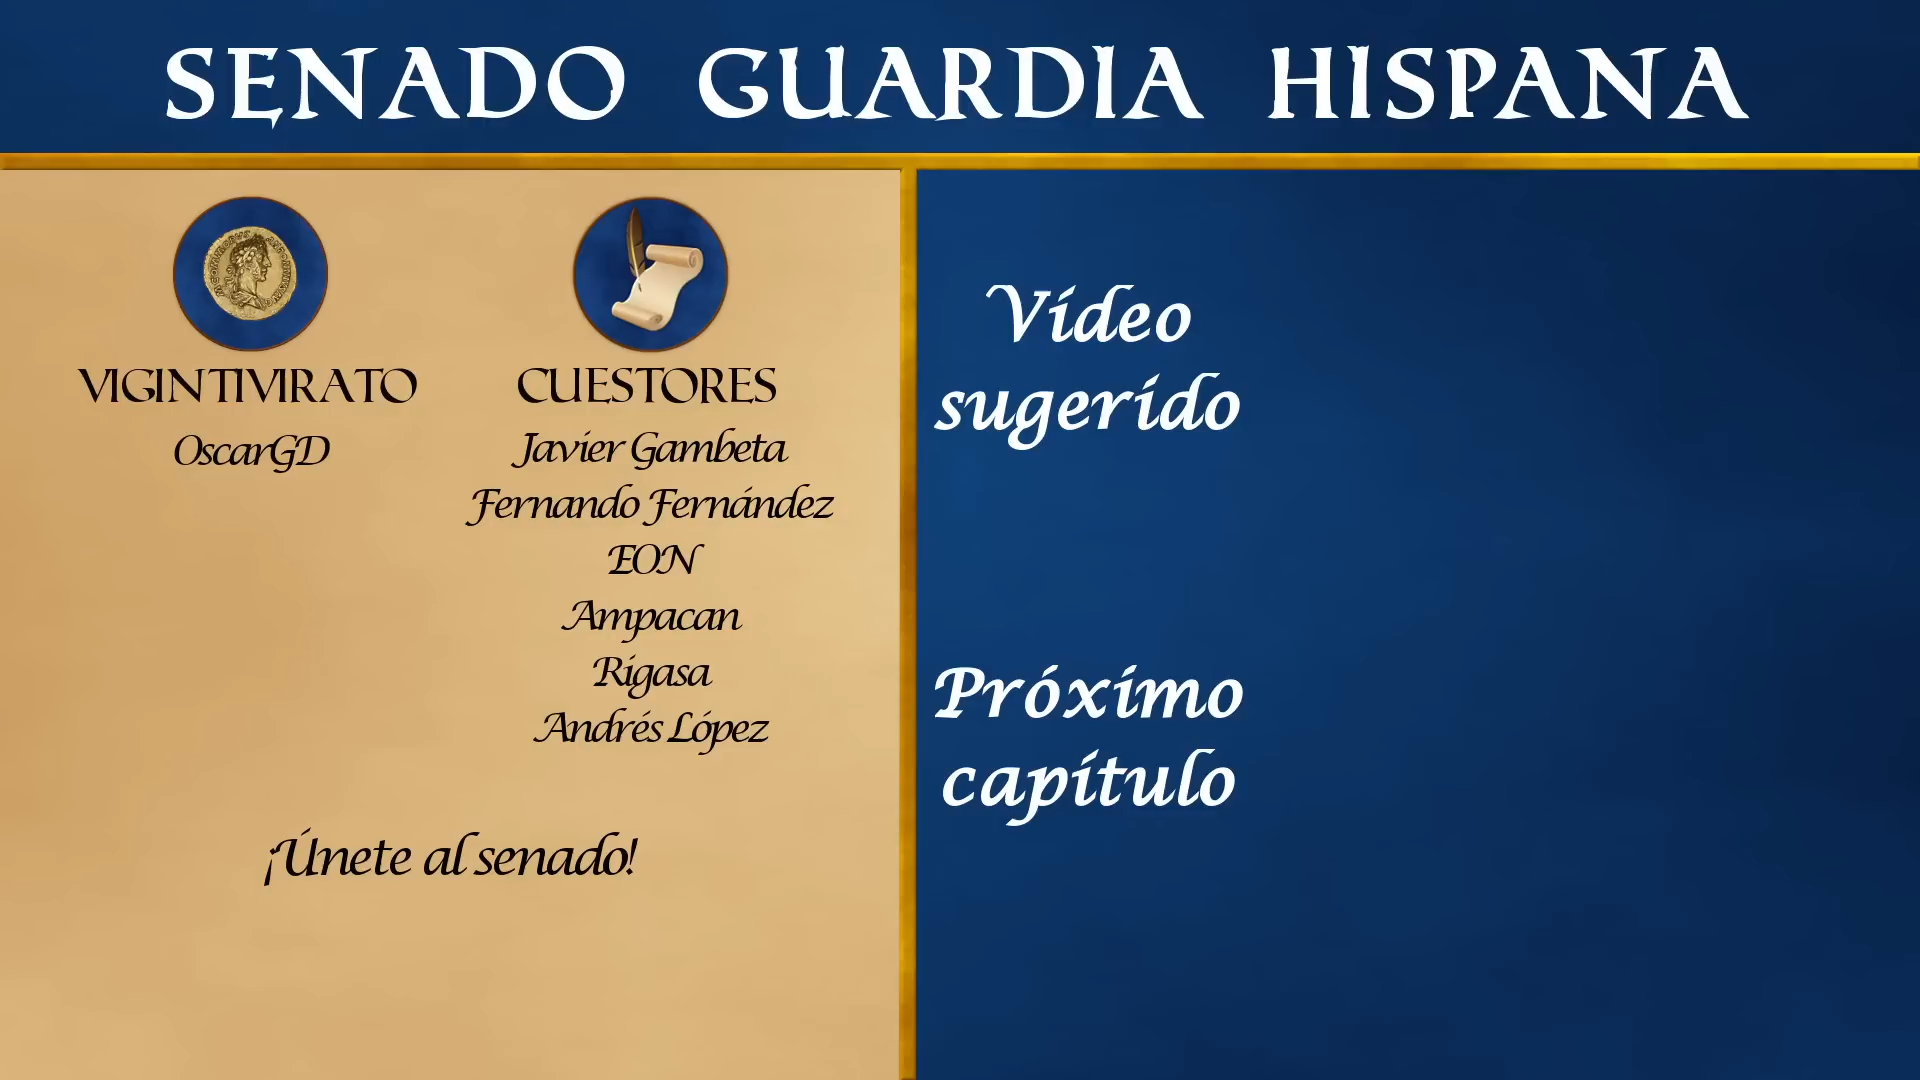 SENADO GUARDIA HISPANA
VIGINTIVIRATO
OscarGD
CUESTORES
Javier Gambeta
Fernando Fernández
EON
Ampacan
Rigasa
Andrés López
¡Únete al senado!
Vídeo
sugerido
Próximo
capítulo